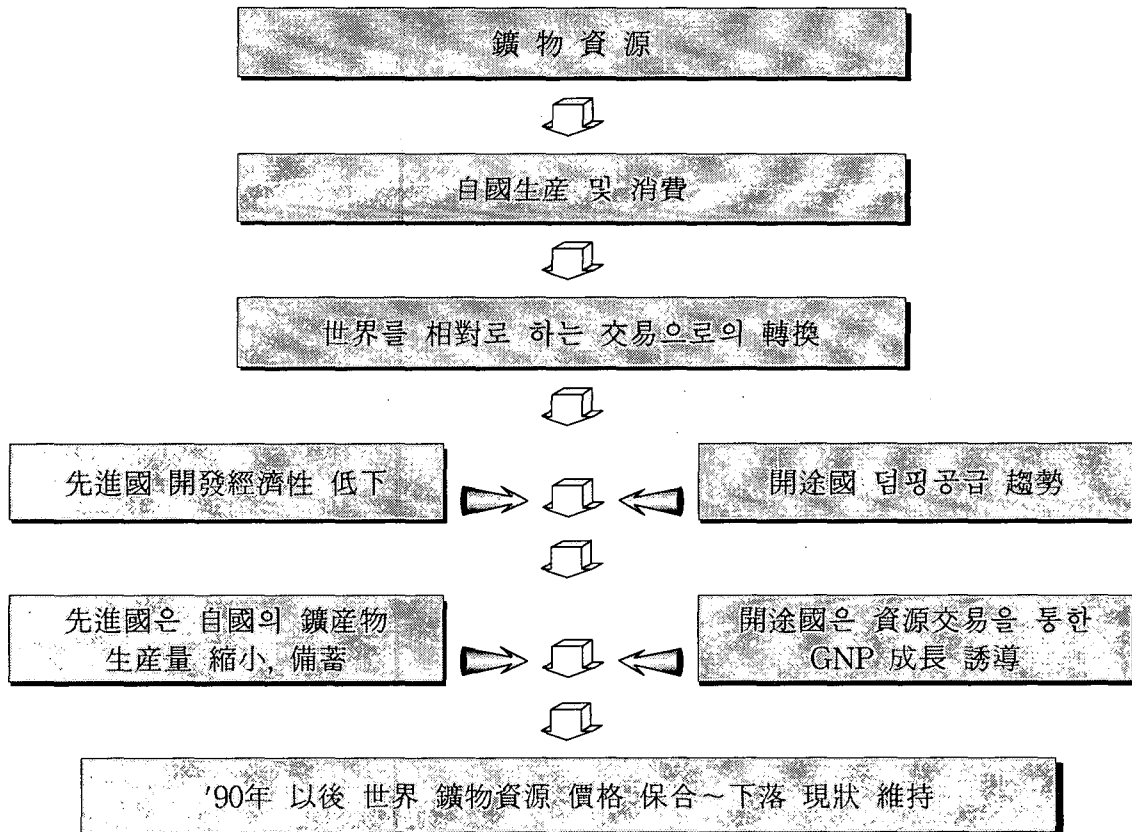 鑛物資源
自國生産 및 消費
世界를 相對로 하는 交易으로의 轉換
先進國 開發經濟性 低下
開途國 덤핑공급 趨勢
先進國은 自國의 鑛産物
生産量 縮小, 備蓄
開途國은 資源交易을 통한
GNP 成長 誘導
'90年 以後 世界 鑛物資源 價格 保合～下落 現狀 維持